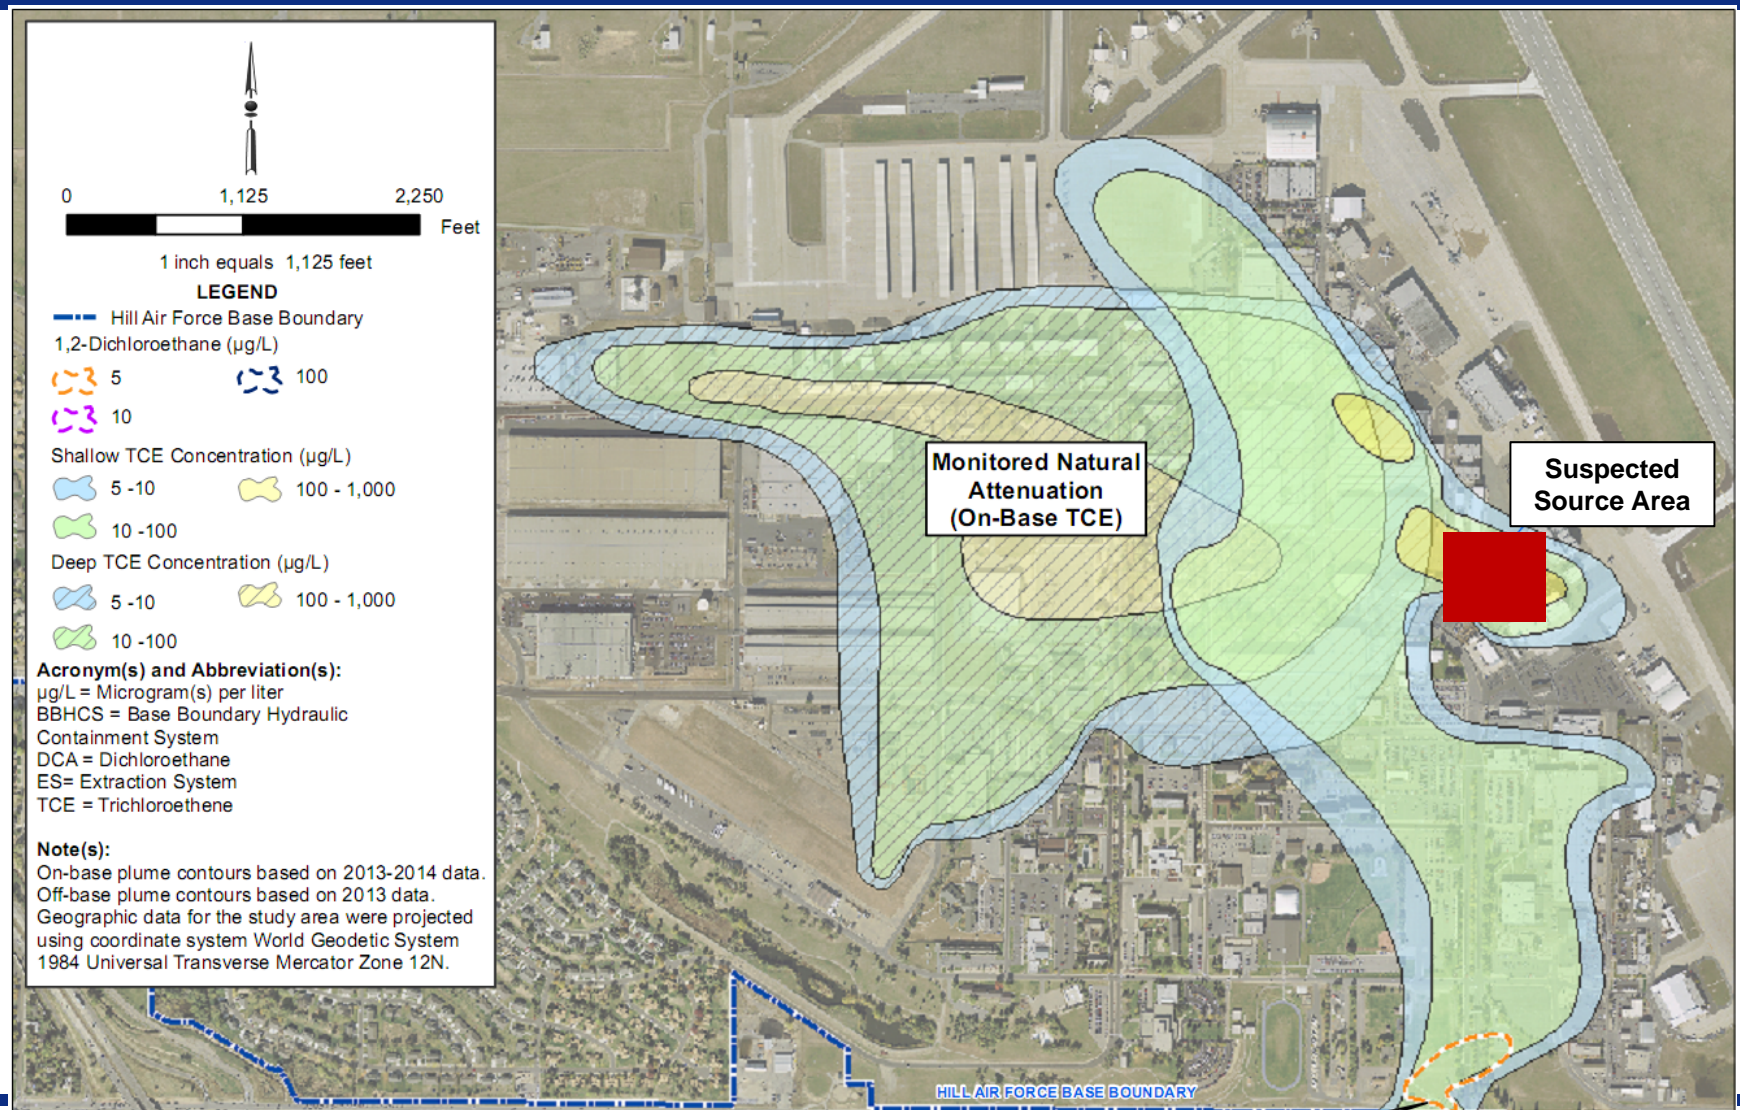 0 1,125 2,250
Feet
1 inch equals 1,125 feet
LEGEND
Hill Air Force Base Boundary
1,2-Dichloroethane (µg/L)
5 100
10
Shallow TCE Concentration (µg/L)
5 -10 100 - 1,000
10 -100
Deep TCE Concentration (µg/L)
5 -10 100 - 1,000
10 -100
Acronym(s) and Abbreviation(s):
µg/L = Microgram(s) per liter
BBHCS = Base Boundary Hydraulic
Containment System
DCA = Dichloroethane
ES= Extraction System
TCE = Trichloroethene
Note(s):
On-base plume contours based on 2013-2014 data.
Off-base plume contours based on 2013 data.
Geographic data for the study area were projected
using coordinate system World Geodetic System
1984 Universal Transverse Mercator Zone 12N.
Monitored Natural
Attenuation
(On-Base TCE)
Suspected
Source Area
HILL AIR FORCE BASE BOUNDARY